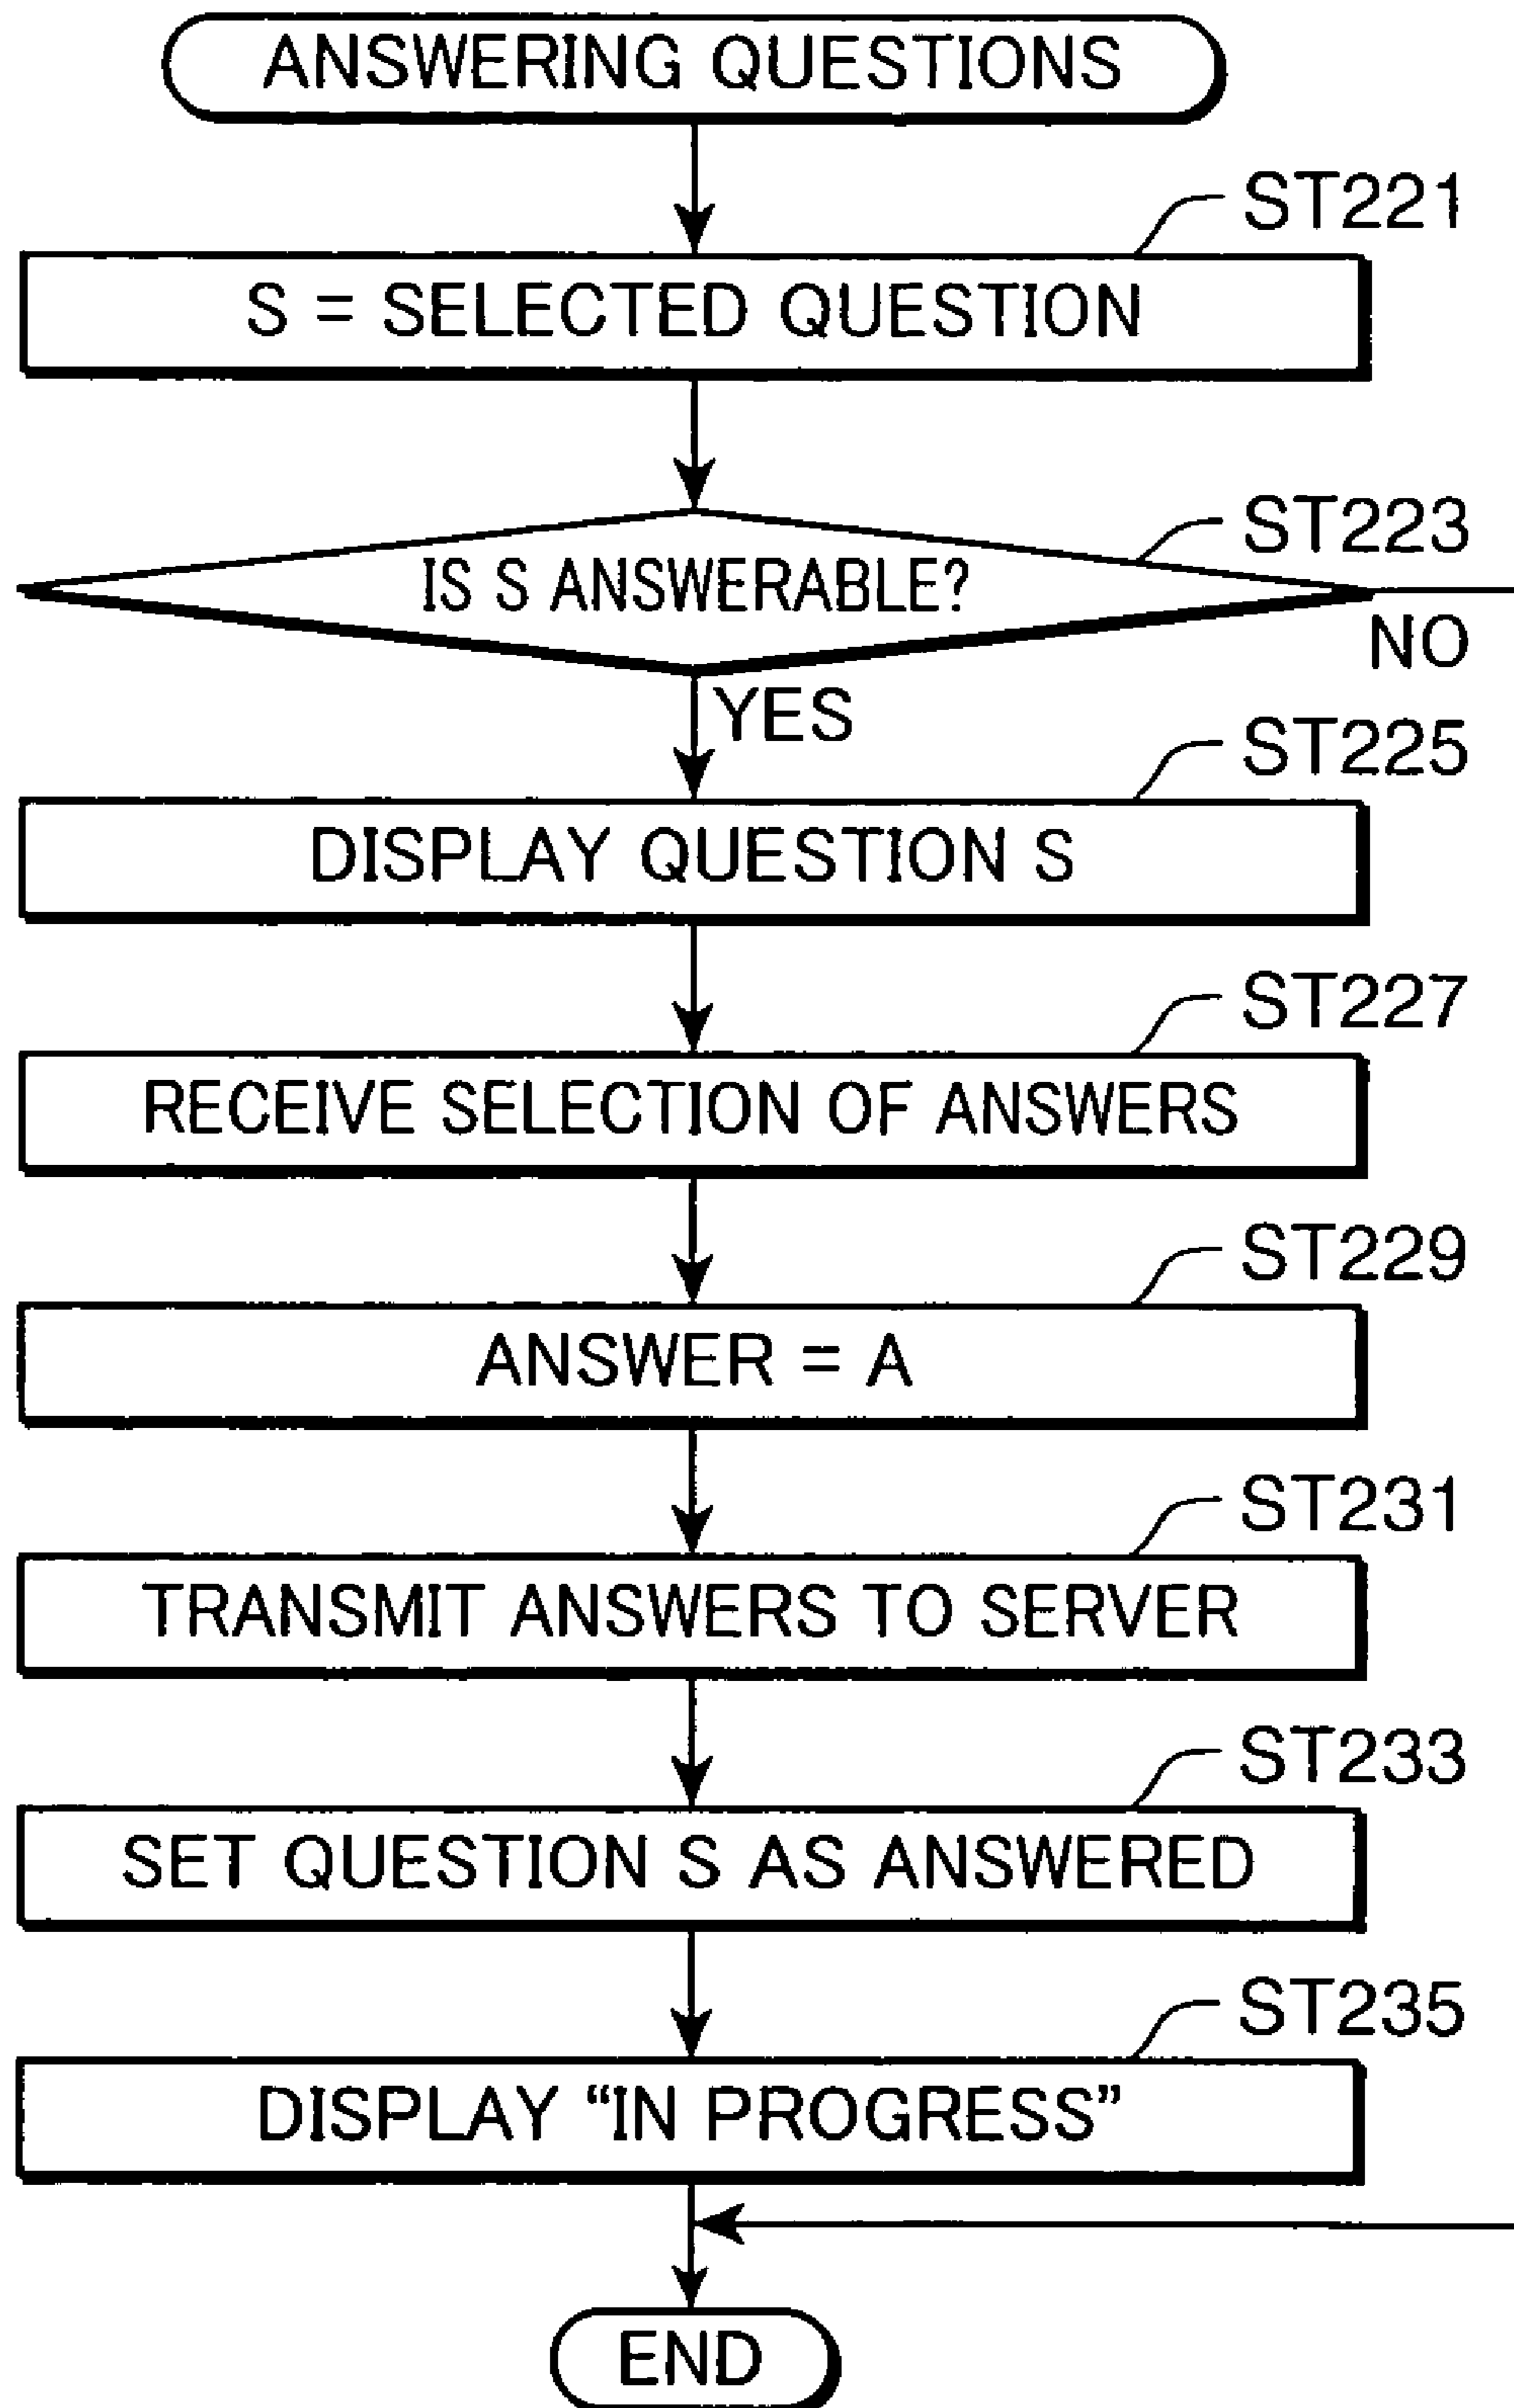 ANSWERING QUESTIONS
ST221
S = SELECTED QUESTION
ST223
IS S ANSWERABLE?
NO
YES
ST225
DISPLAY QUESTION S
ST227
RECEIVE SELECTION OF ANSWERS
ST229
ANSWER = A
ST231
TRANSMIT ANSWERS TO SERVER
ST233
SET QUESTION S AS ANSWERED
ST235
DISPLAY “IN PROGRESS”
END